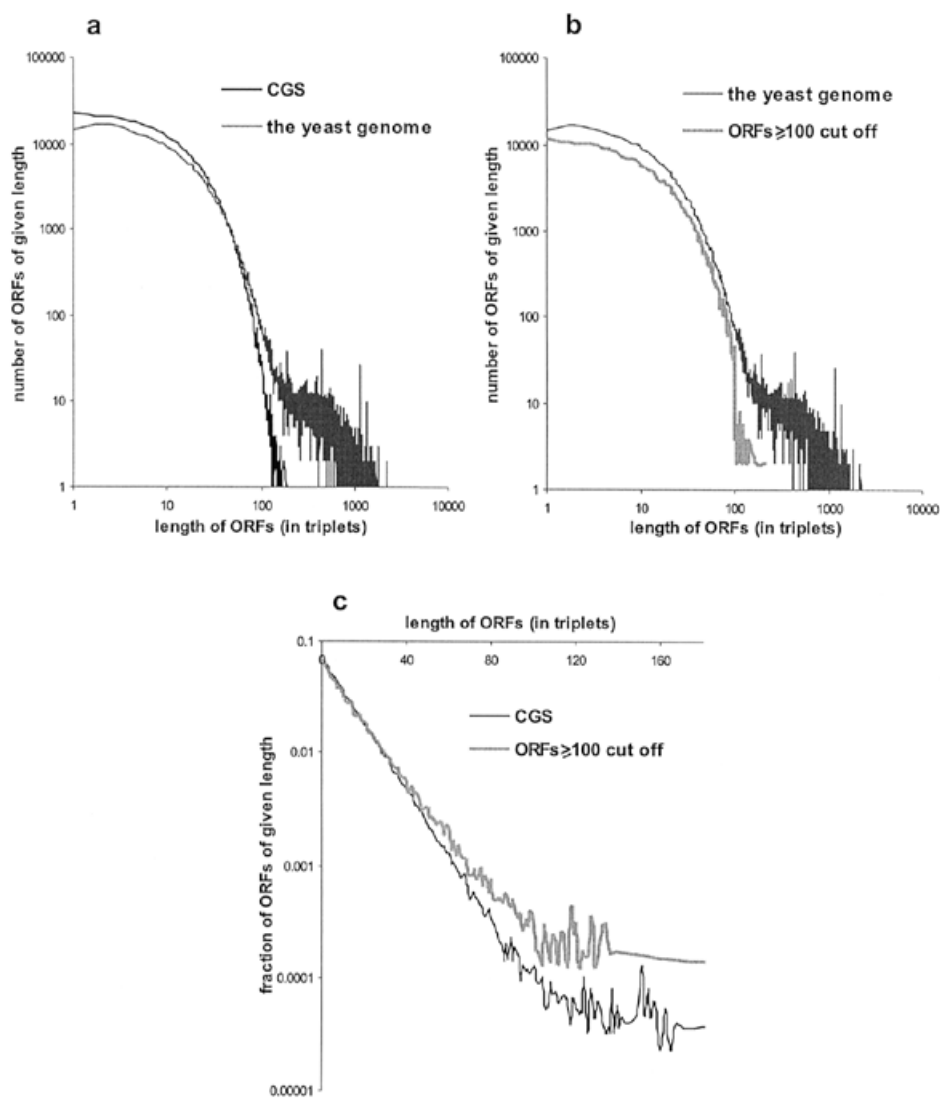 a
100000
10000
1000
100
10
1
number of ORFs of given length
CGS
the yeast genome
1 10 100 1000 10000
length of ORFs (in triplets)
b
100000
10000
1000
100
10
1
number of ORFs of given length
the yeast genome
ORFs⩾100 cut off
1 10 100 1000 10000
length of ORFs (in triplets)
c
length of ORFs (in triplets)
0 40 80 120 160
0.1
0.01
0.001
0.0001
0.00001
fraction of ORFs of given length
CGS
ORFs⩾100 cut off